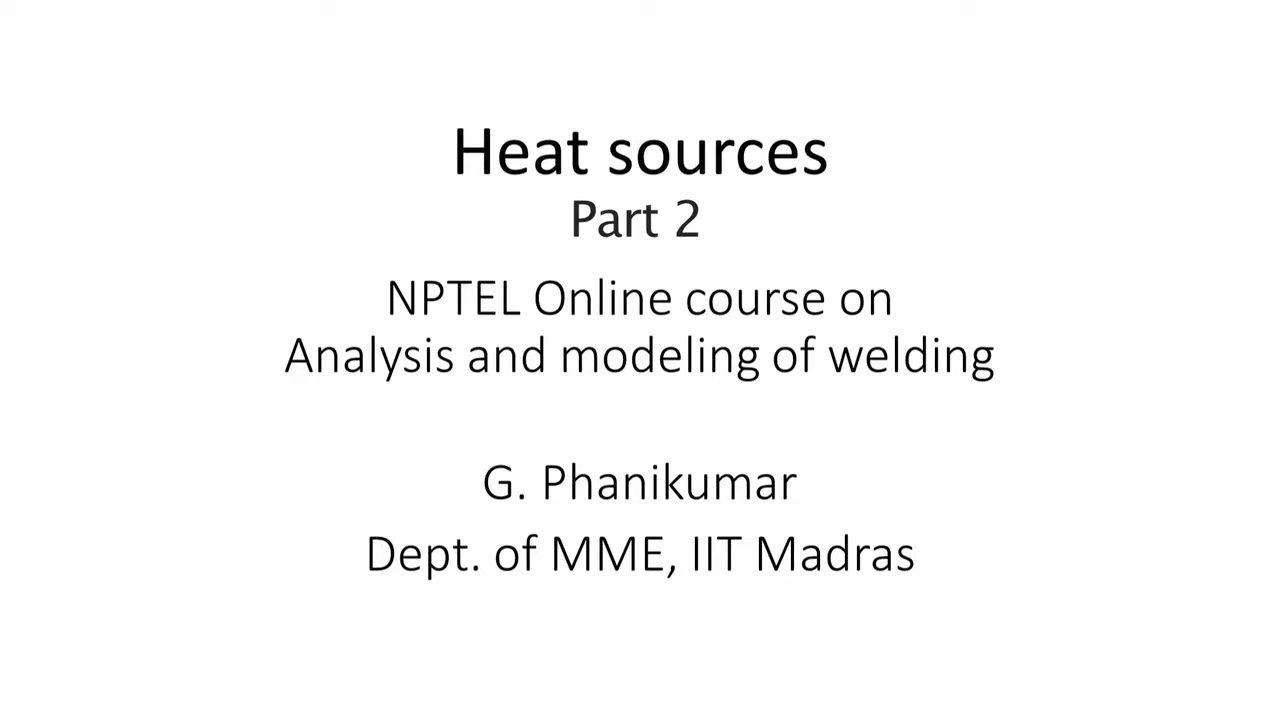 Heat sources
Part 2
NPTEL Online course on
Analysis and modeling of welding
G. Phanikumar
Dept. of MME, IIT Madras